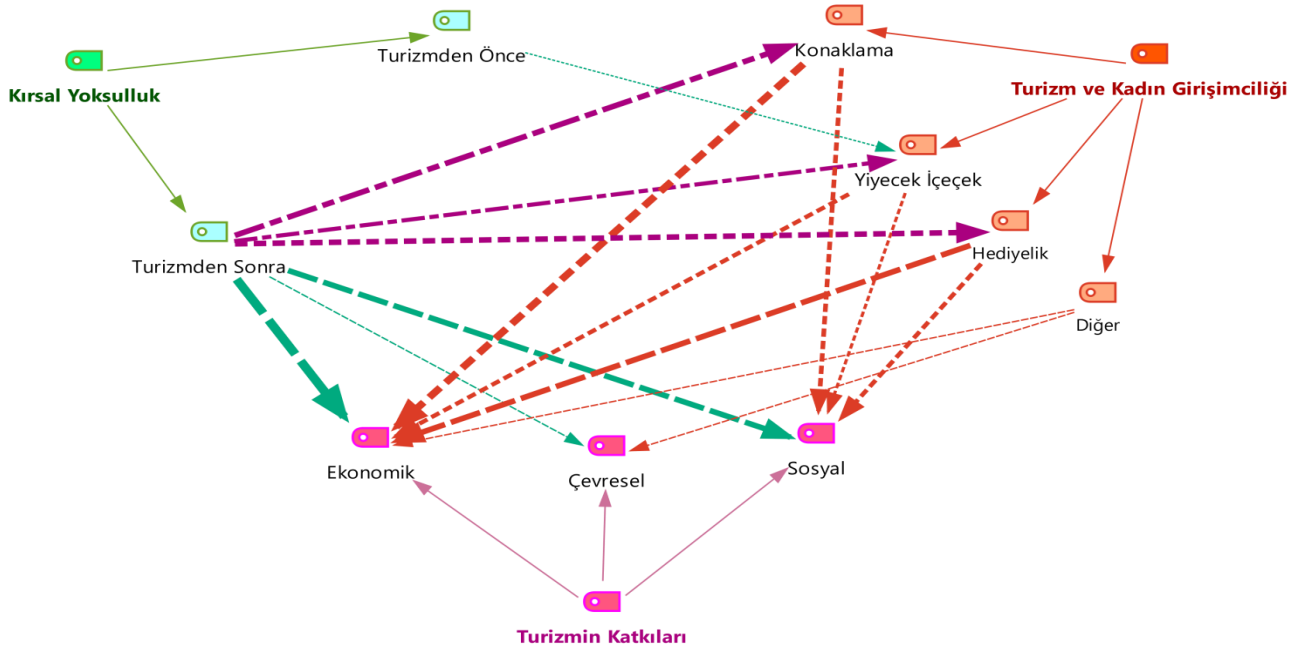 Turizmden Önce
Konaklama
Kırsal Yoksulluk
Turizm ve Kadın Girişimciliği
Yiyecek İçeçek
Hediyelik
Turizmden Sonra
Diğer
Ekonomik
Çevresel
Sosyal
Turizmin Katkıları